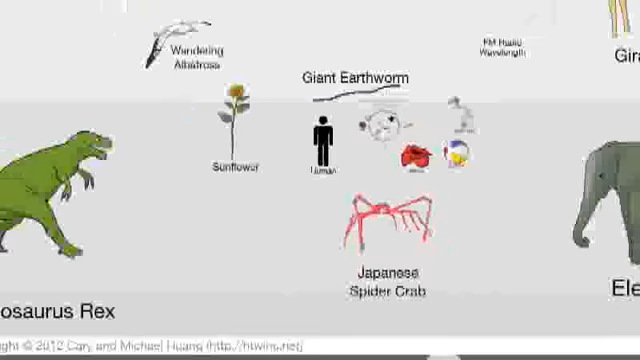 Wandering
Albatross
FM Radio
Wavelength
Gira
Giant Earthworm
Sunflower
Human
Japanese
Spider Crab
Ele
osaurus Rex
ght © 2012 Cary and Michael Huang (http://htwins.net)